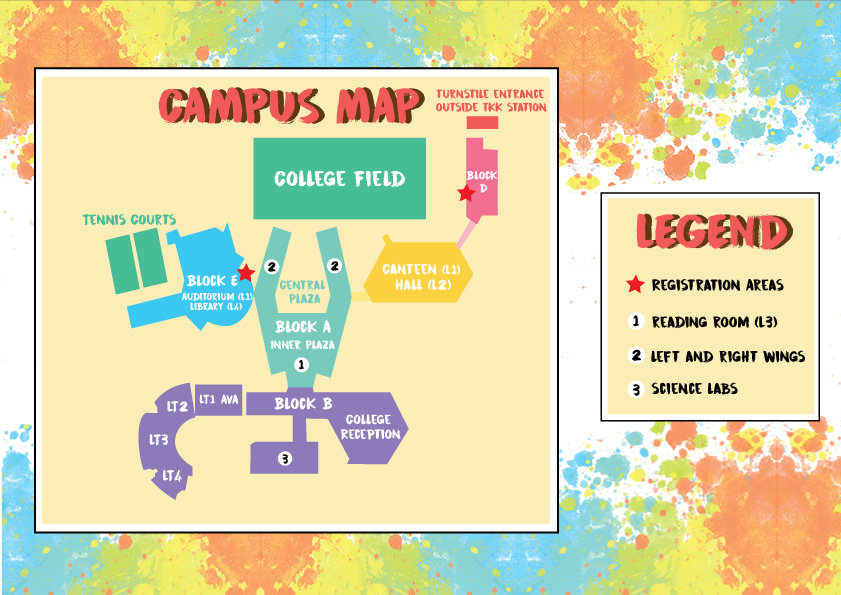 CAMPUS MAP
TURNSTILE ENTRANCE
OUTSIDE TKK STATION
COLLEGE FIELD
BLOCK
D
TENNIS COURTS
2
2
BLOCK E
AUDITORIUM (L1)
LIBRARY (L4)
CENTRAL
PLAZA
CANTEEN (L1)
HALL (L2)
BLOCK A
INNER PLAZA
1
LT1 AVA
LT2
LT3
LT4
BLOCK B
COLLEGE
RECEPTION
3
LEGEND
REGISTRATION AREAS
1 READING ROOM (L3)
2 LEFT AND RIGHT WINGS
3 SCIENCE LABS